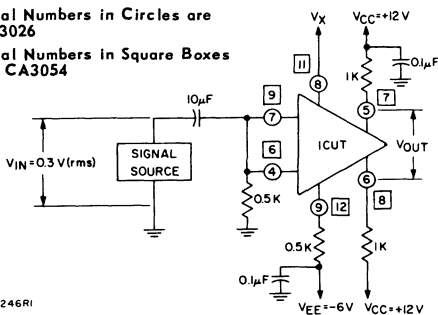 al Numbers in Circles are
3026
al Numbers in Square Boxes
CA3054
VX
VCC=+12V
11
8
1K
0.1µF
10µF
9
7
5
7
VIN=0.3 V(rms)
SIGNAL
SOURCE
6
4
ICUT
VOUT
6
8
0.5K
9
12
0.5K
1K
0.1µF
246RI
VEE=-6V
VCC=+12V